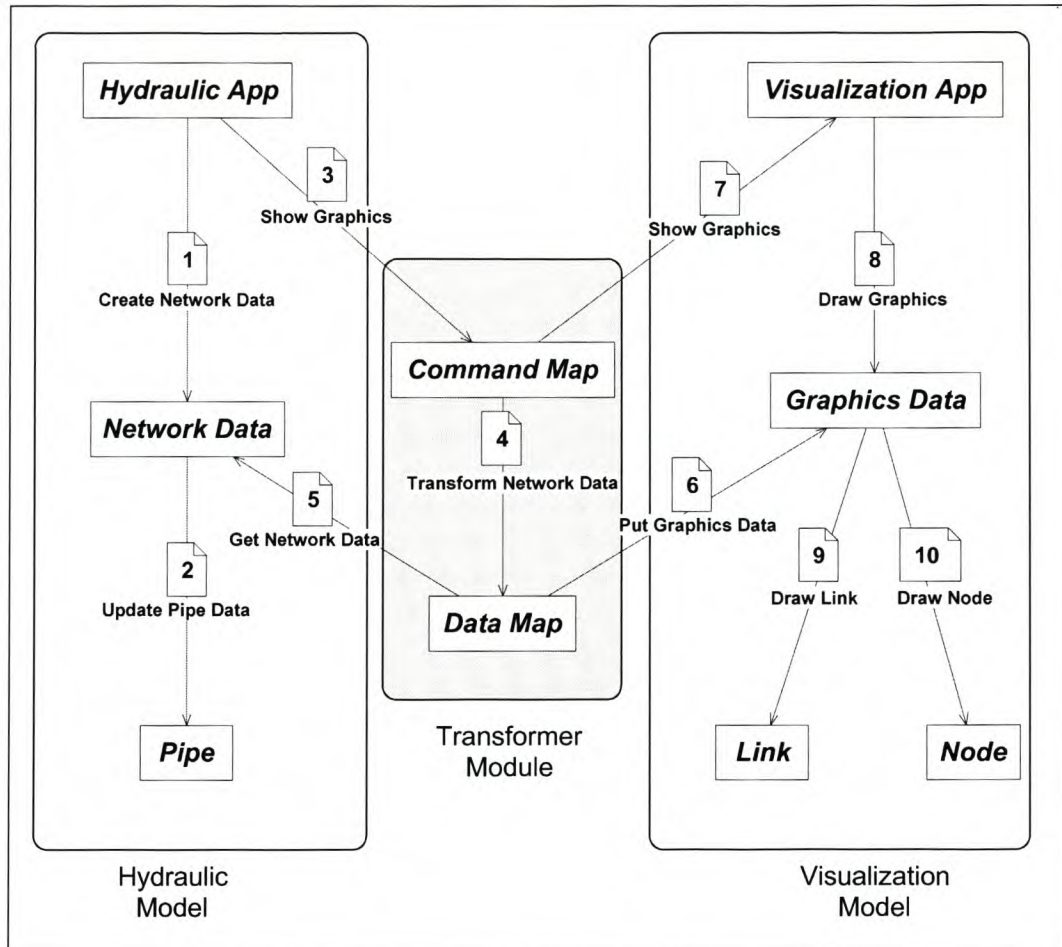 Hydraulic App
Visualization App
3
Show Graphics
7
Show Graphics
1
Create Network Data
8
Draw Graphics
Command Map
Graphics Data
Network Data
4
Transform Network Data
5
Get Network Data
6
Put Graphics Data
2
Update Pipe Data
9
Draw Link
10
Draw Node
Data Map
Pipe
Link
Node
Transformer
Module
Hydraulic
Model
Visualization
Model